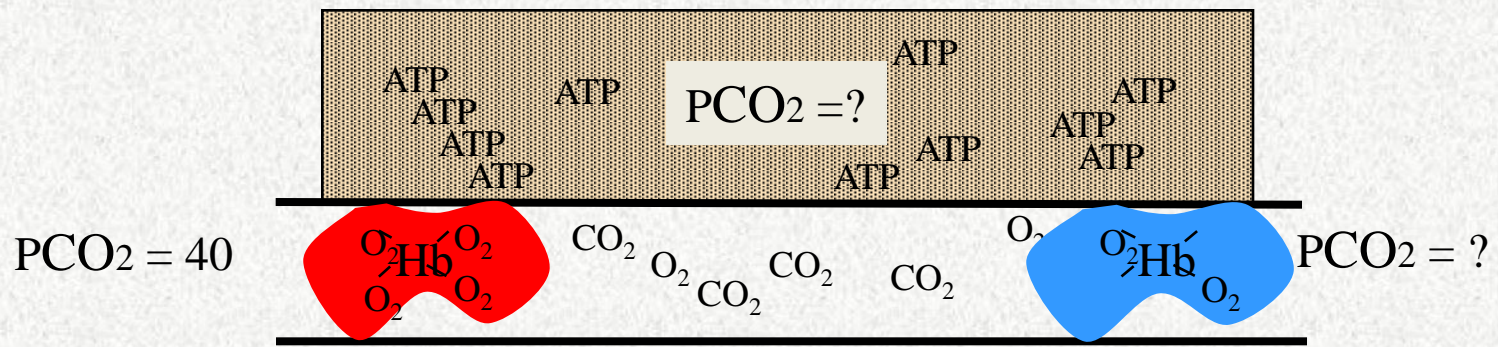 ATP
ATP
ATP
ATP
ATP
ATP
PCO2 =?
ATP
ATP
ATP
ATP
ATP
PCO2 = 40
O2
O2
Hb
O2
O2
CO2
O2
CO2
CO2
CO2
O2
O2
Hb
O2
PCO2 = ?